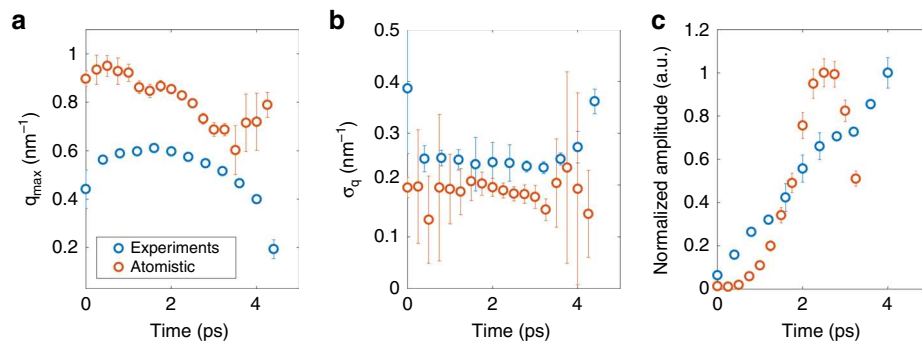 a
q_max (nm⁻¹)
1
0.8
0.6
0.4
0.2
Experiments
Atomistic
0
2
4
Time (ps)
b
σ_q (nm⁻¹)
0.5
0.4
0.3
0.2
0.1
0
0
2
4
Time (ps)
c
Normalized amplitude (a.u.)
1.2
1
0.8
0.6
0.4
0.2
0
0
2
4
Time (ps)